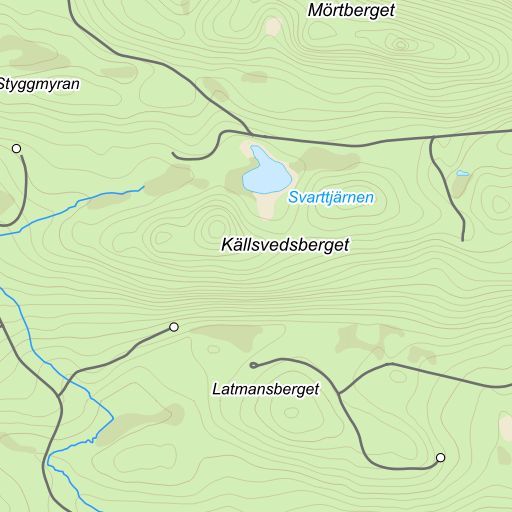 Mörtberget
Styggmyran
Svarttjärnen
Källsvedsberget
Latmansberget